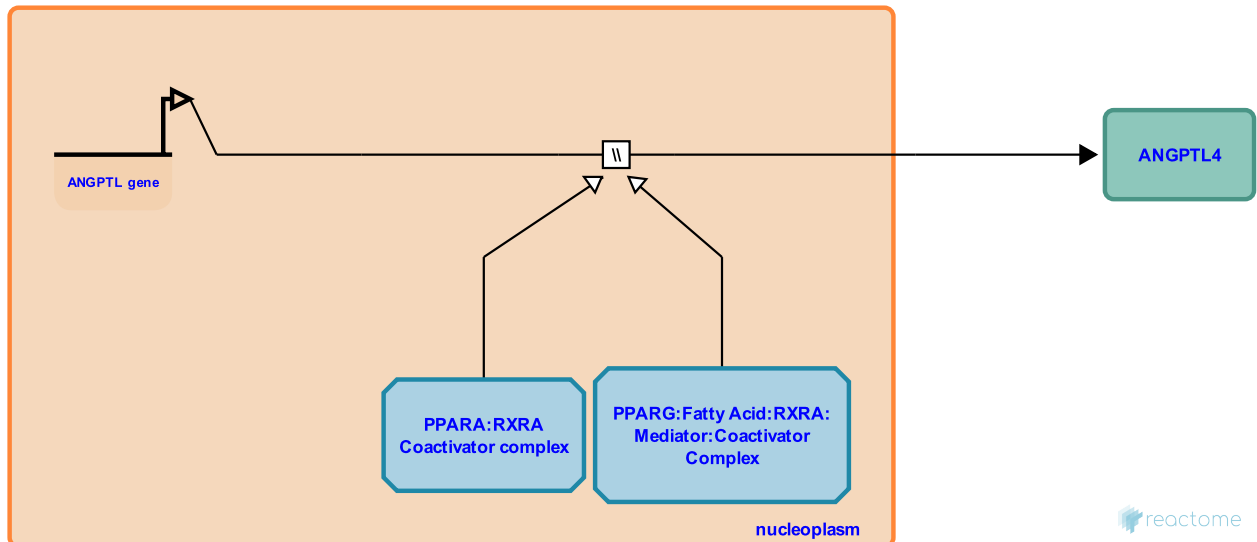 \\
ANGPTL4
ANGPTL gene
PPARA:RXRA
Coactivator complex
PPARG:Fatty Acid:RXRA:
Mediator:Coactivator
Complex
nucleoplasm
reactome